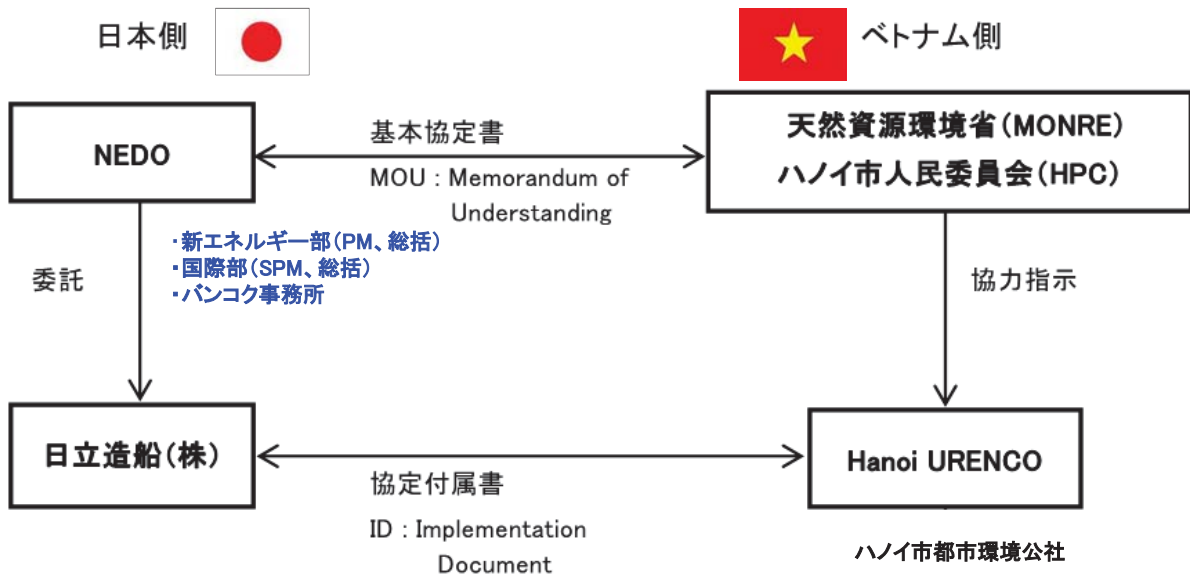 日本側
ベトナム側
NEDO
基本協定書
MOU : Memorandum of
Understanding
天然資源環境省(MONRE)
ハノイ市人民委員会(HPC)
・新エネルギー部(PM、総括)
・国際部(SPM、総括)
・バンコク事務所
委託
協力指示
日立造船(株)
協定付属書
ID : Implementation
Document
Hanoi URENCO
ハノイ市都市環境公社